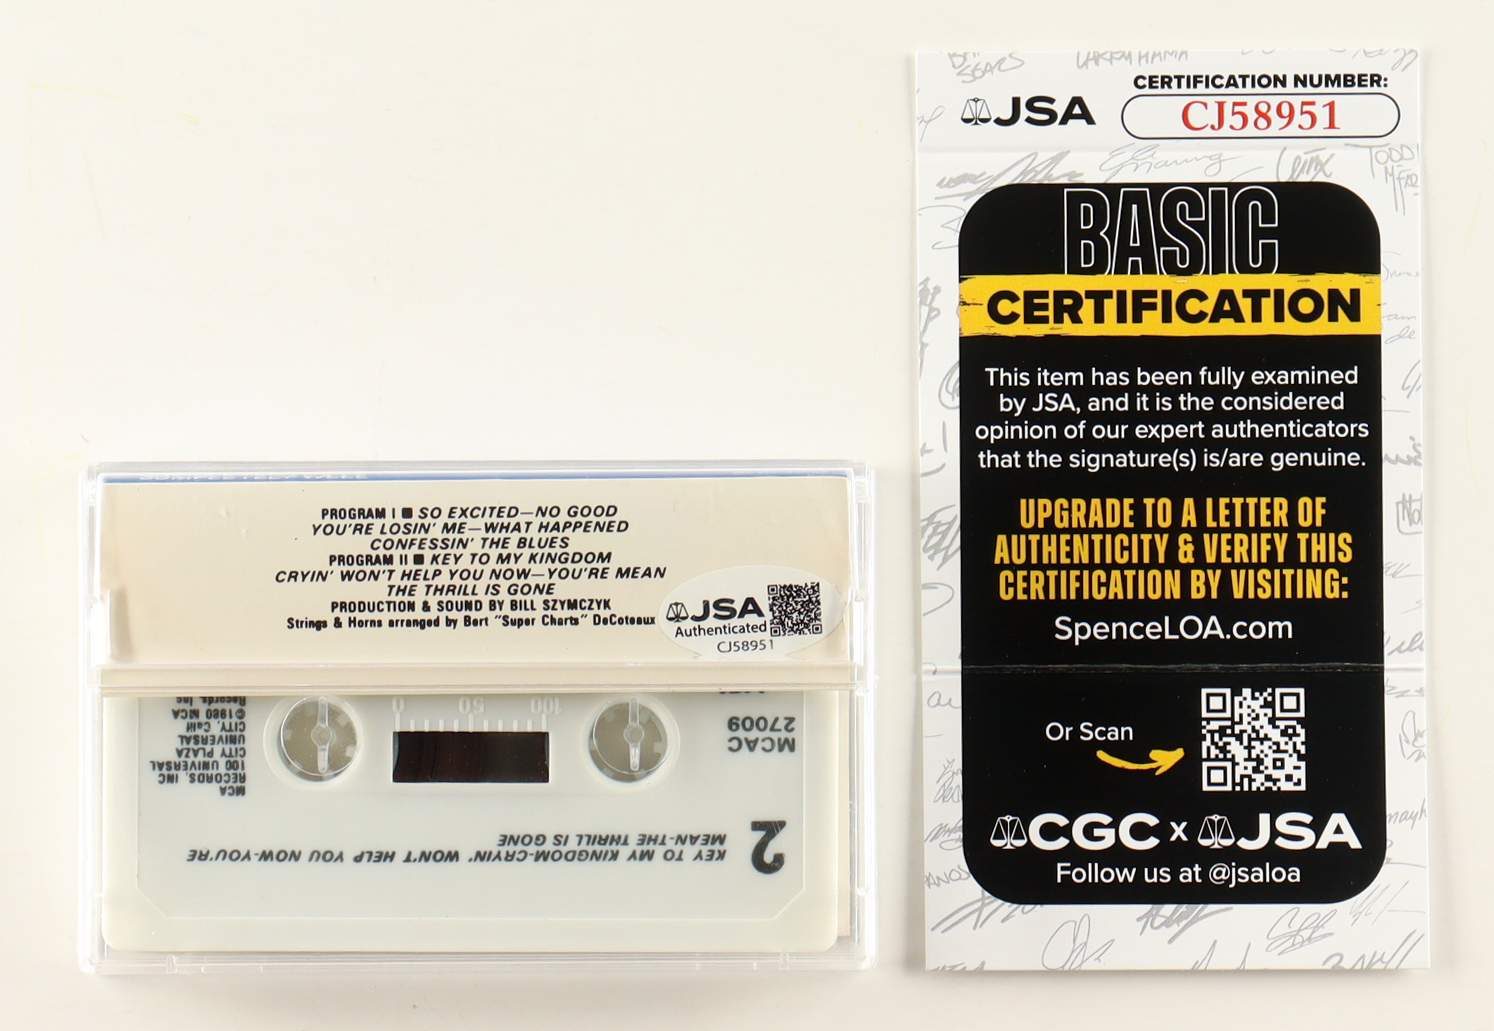 PROGRAM I ■ SO EXCITED—NO GOOD
YOU'RE LOSIN' ME—WHAT HAPPENED
CONFESSIN' THE BLUES
PROGRAM II ■ KEY TO MY KINGDOM
CRYIN' WON'T HELP YOU NOW—YOU'RE MEAN
THE THRILL IS GONE
PRODUCTION & SOUND BY BILL SZYMCZYK
Strings & Horns arranged by Bert "Super Charts" DeCoteaux
JSA
Authenticated
CJ58951
0 50 100
MCAC
27009
MCA
RECORDS, INC
100 UNIVERSAL
CITY PLAZA
UNIVERSAL
CITY, Calif
©1980 MCA
Records, Inc
2
KEY TO MY KINGDOM-CRYIN' WON'T HELP YOU NOW-YOU'RE
MEAN-THE THRILL IS GONE
JSA
CERTIFICATION NUMBER:
CJ58951
BASIC
CERTIFICATION
This item has been fully examined
by JSA, and it is the considered
opinion of our expert authenticators
that the signature(s) is/are genuine.
UPGRADE TO A LETTER OF
AUTHENTICITY & VERIFY THIS
CERTIFICATION BY VISITING:
SpenceLOA.com
Or Scan
CGC x JSA
Follow us at @jsaloa